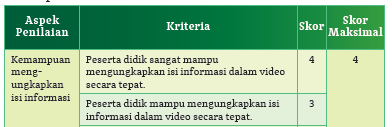 Aspek Penilaian Kriteria Skor Skor Maksimal
Kemampuan meng-
ungkapkan
isi informasi
Peserta didik sangat mampu
mengungkapkan isi informasi dalam video
secara tepat.
4
4
Peserta didik mampu mengungkapkan isi
informasi dalam video secara tepat.
3